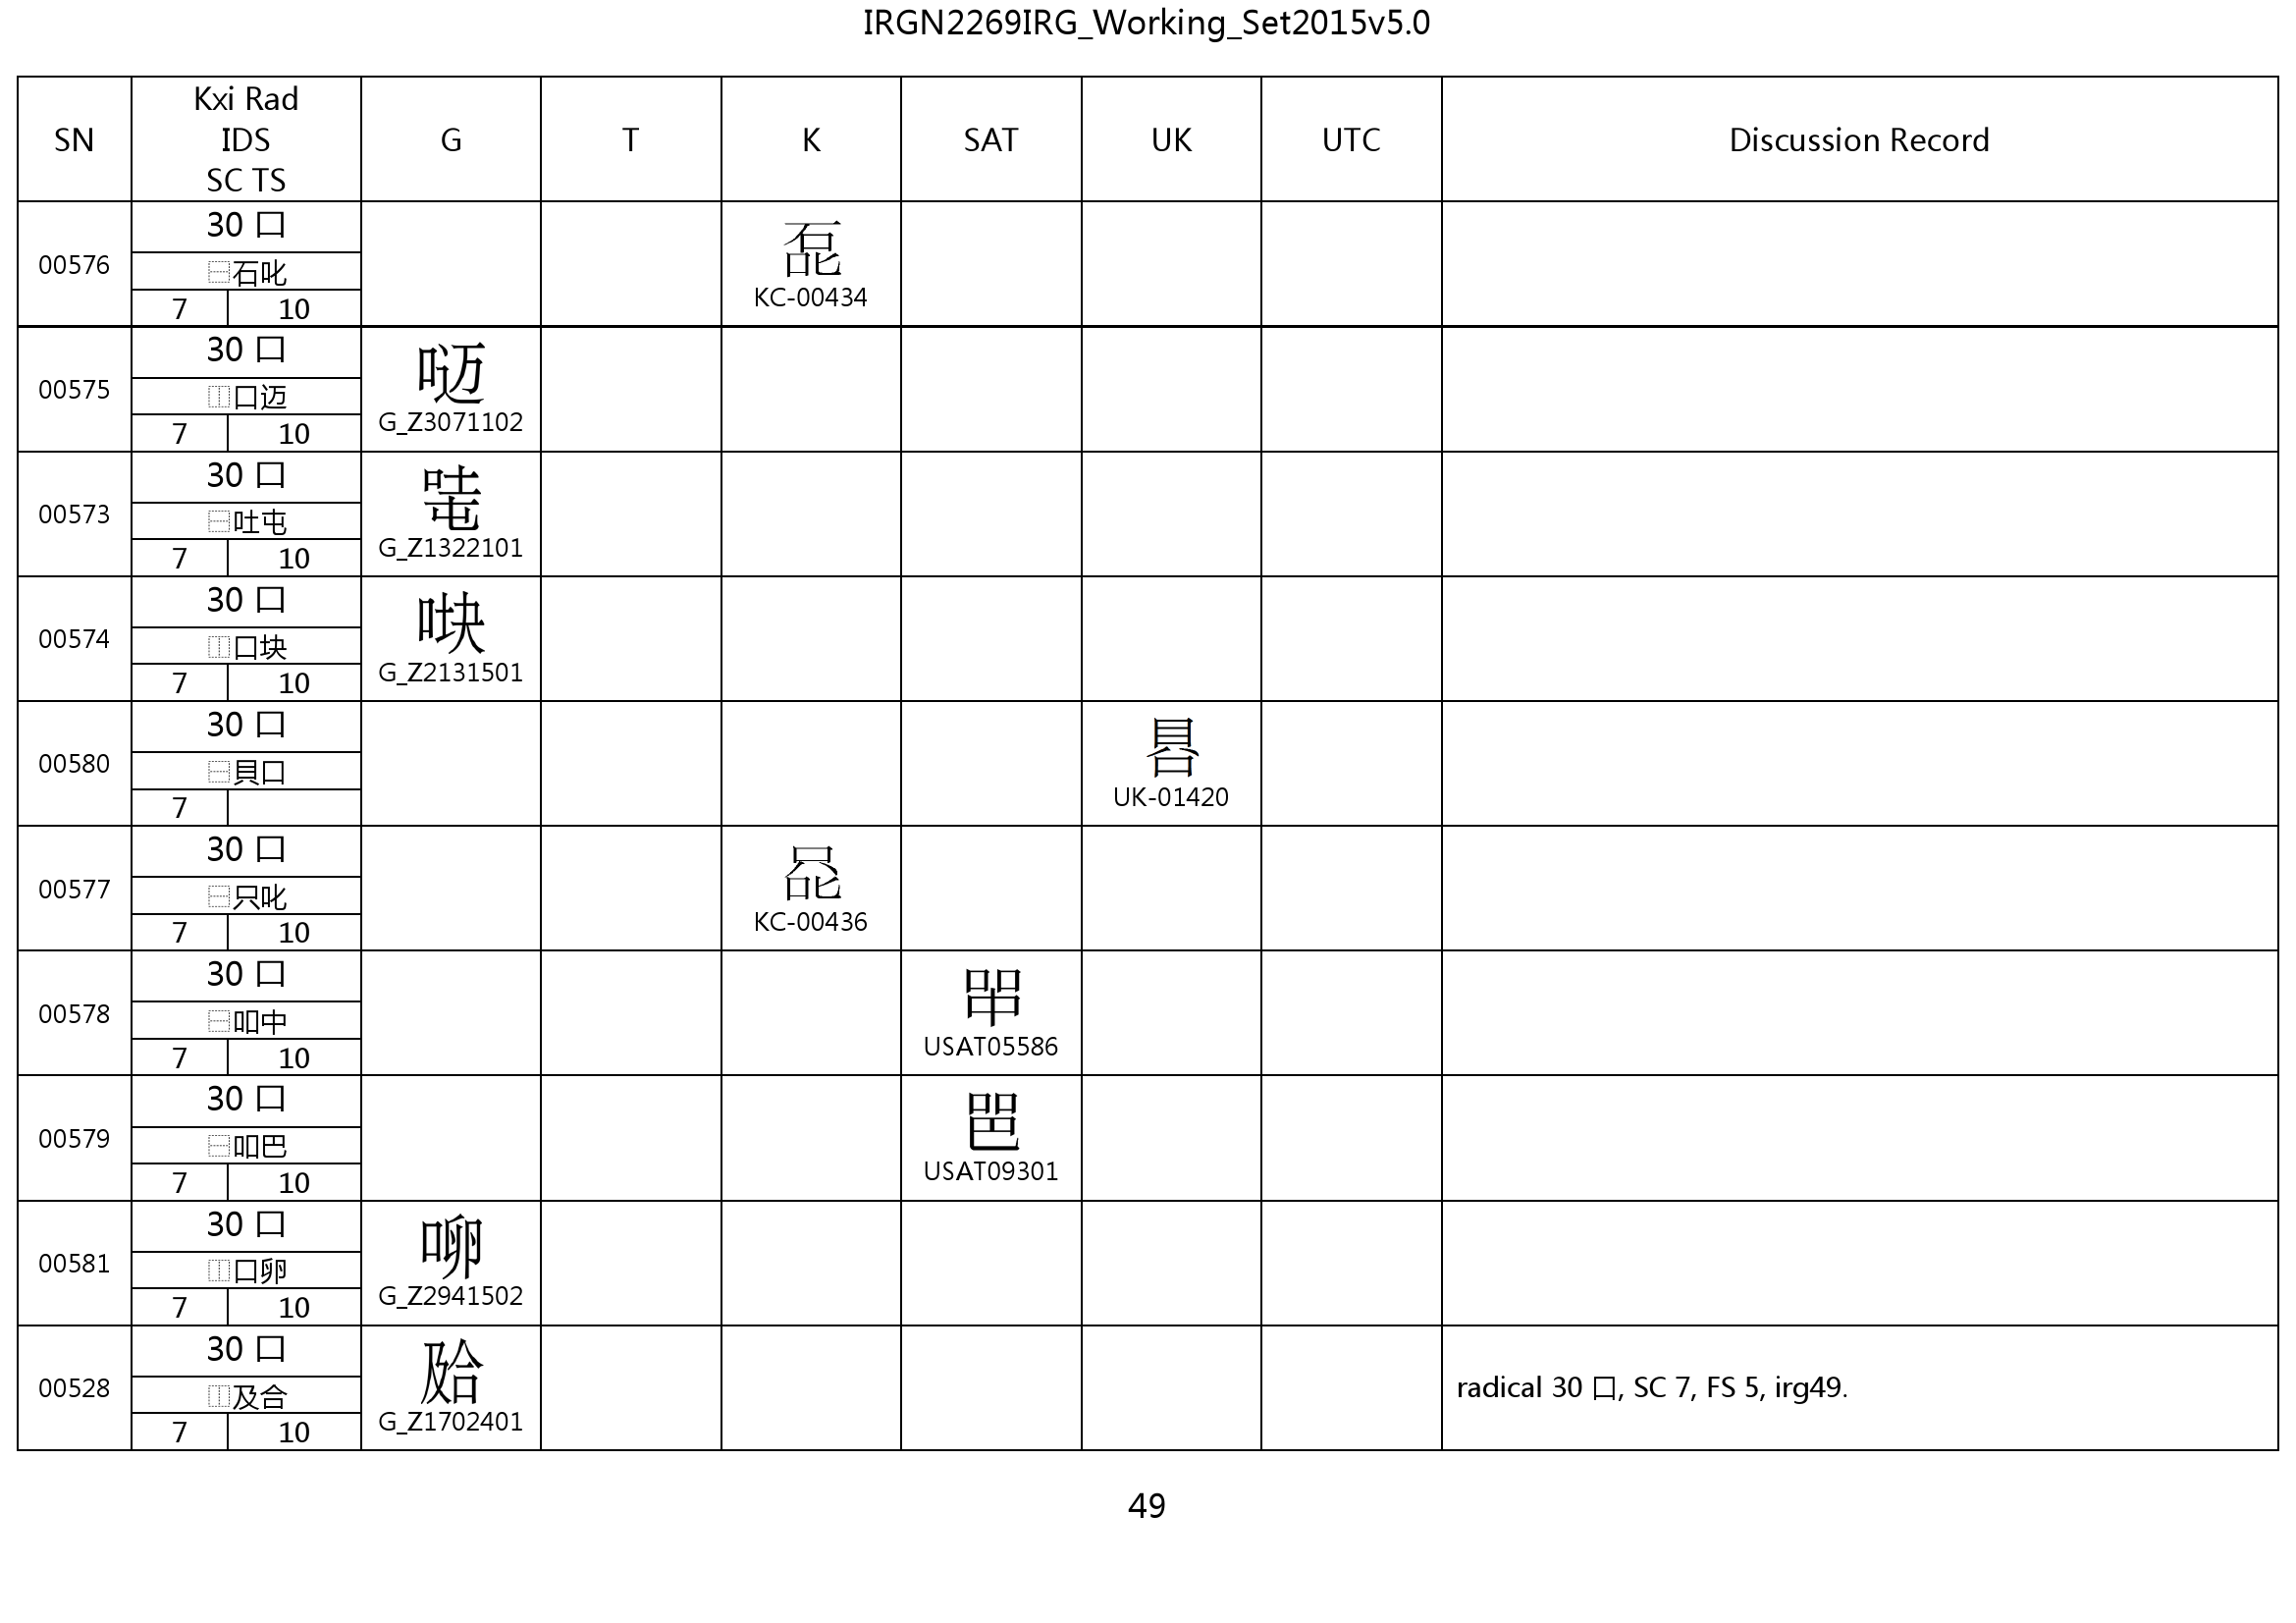 IRGN2269IRG_Working_Set2015v5.0
SN
Kxi Rad
IDS
SC TS
G
T
K
SAT
UK
UTC
Discussion Record
00576
30 口
⿱石叱
7
10
KC-00434
00575
30 口
⿰口迈
7
10
G_Z3071102
00573
30 口
⿱吐屯
7
10
G_Z1322101
00574
30 口
⿰口块
7
10
G_Z2131501
00580
30 口
⿱貝口
7
UK-01420
00577
30 口
⿱只叱
7
10
KC-00436
00578
30 口
⿱吅中
7
10
USAT05586
00579
30 口
⿱吅巴
7
10
USAT09301
00581
30 口
⿰口卵
7
10
G_Z2941502
00528
30 口
⿰及合
7
10
G_Z1702401
radical 30 口, SC 7, FS 5, irg49.
49